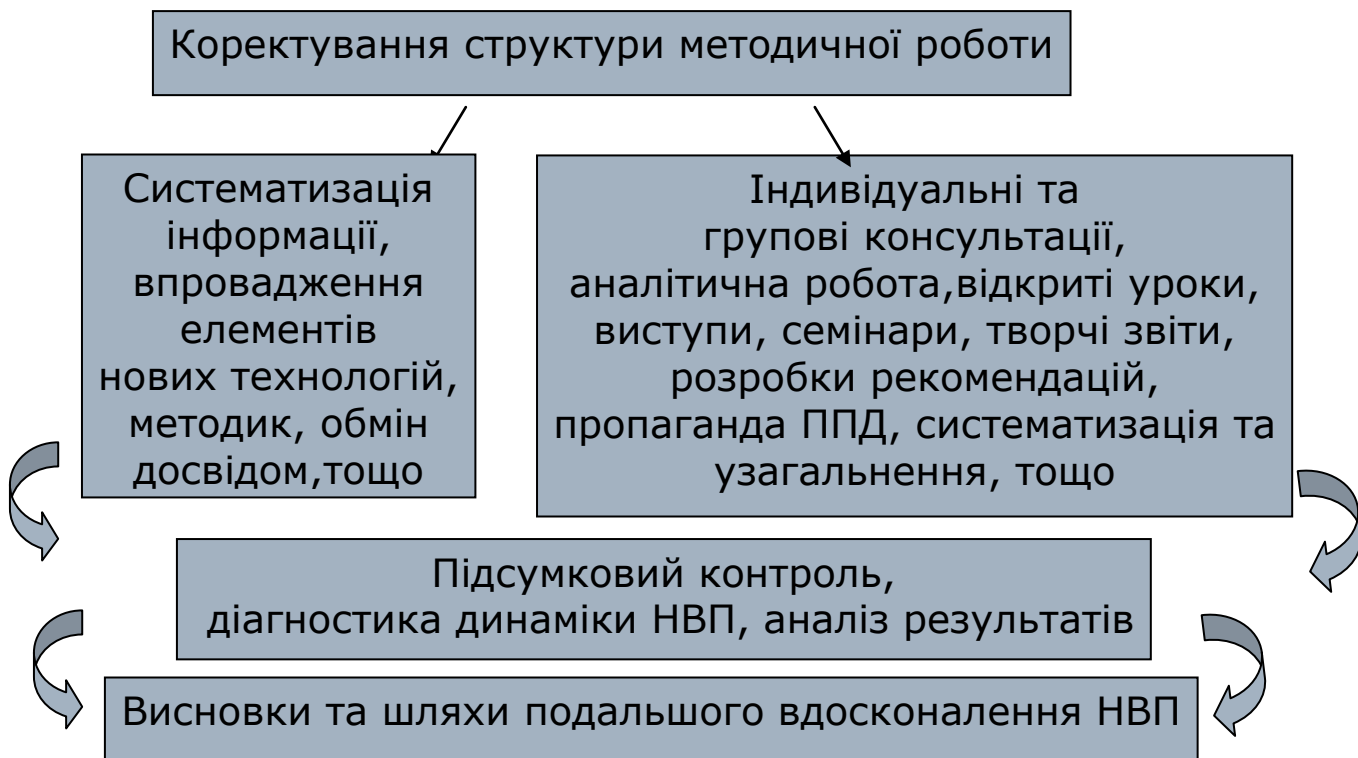 Коректування структури методичної роботи
Систематизація
інформації,
впровадження
елементів
нових технологій,
методик, обмін
досвідом,тощо
Індивідуальні та
групові консультації,
аналітична робота,відкриті уроки,
виступи, семінари, творчі звіти,
розробки рекомендацій,
пропаганда ППД, систематизація та
узагальнення, тощо
Підсумковий контроль,
діагностика динаміки НВП, аналіз результатів
Висновки та шляхи подальшого вдосконалення НВП